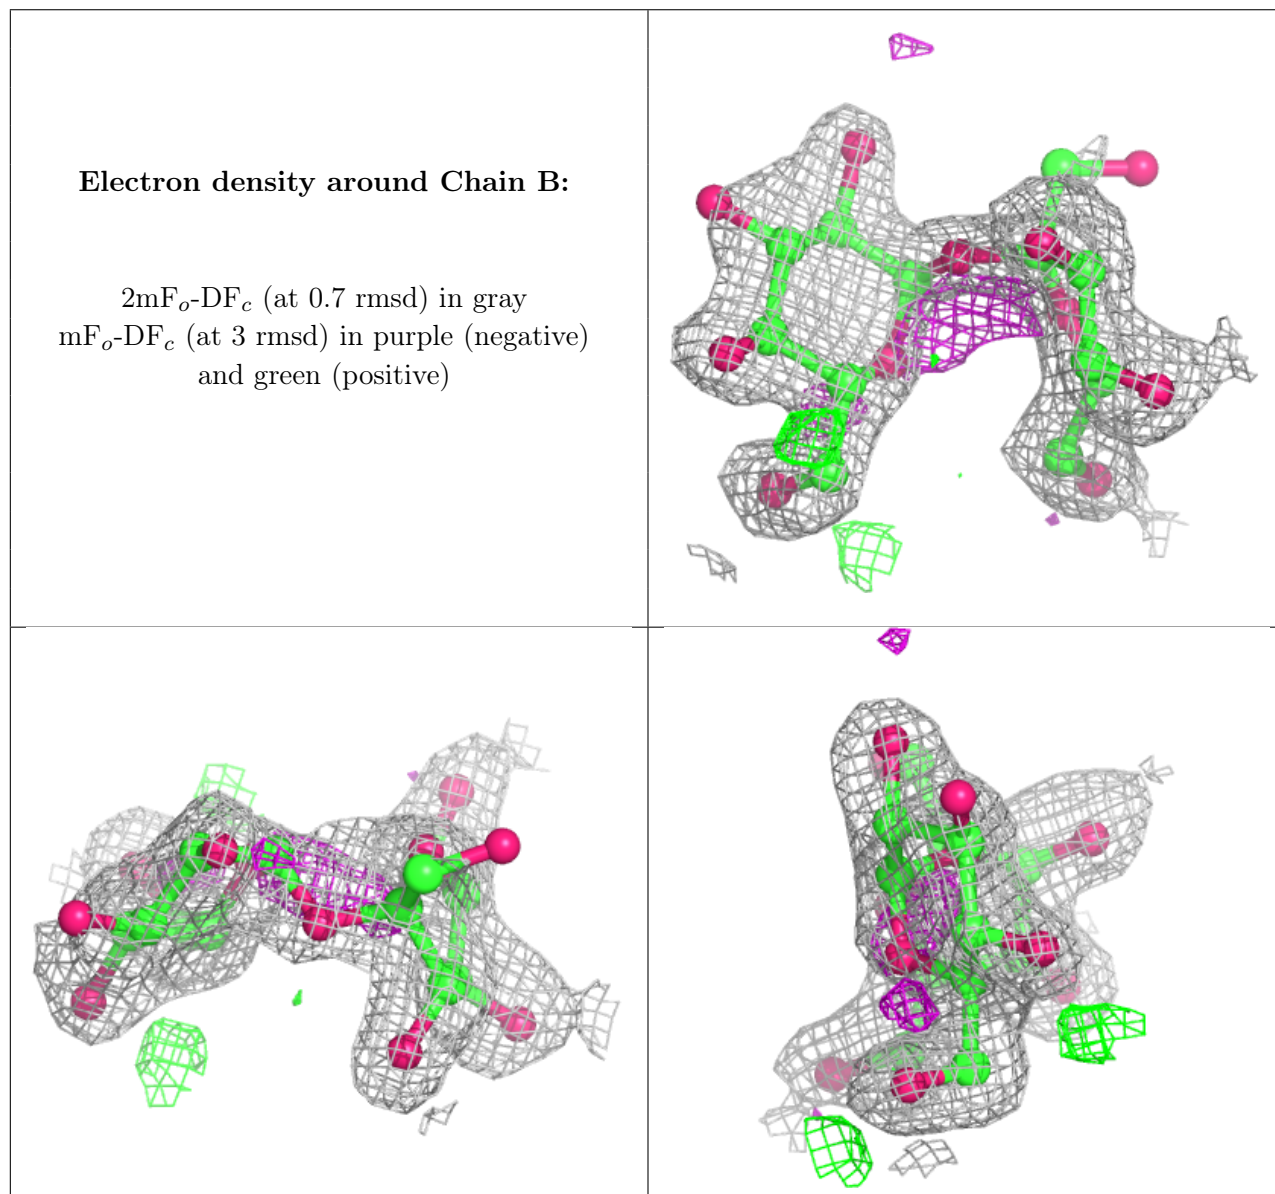 Electron density around Chain B:
2mFₒ-DF𝒸 (at 0.7 rmsd) in gray
mFₒ-DF𝒸 (at 3 rmsd) in purple (negative)
and green (positive)